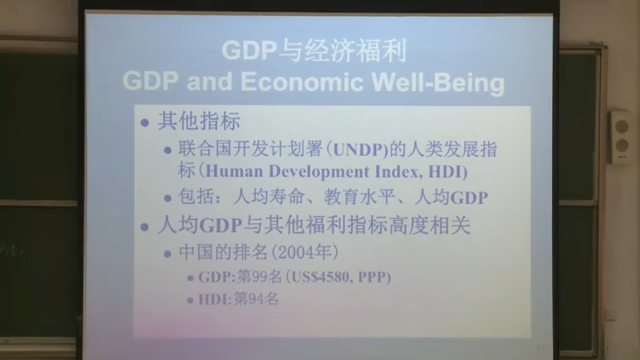 GDP与经济福利
GDP and Economic Well-Being
其他指标
联合国开发计划署(UNDP)的人类发展指
标(Human Development Index, HDI)
包括：人均寿命、教育水平、人均GDP
人均GDP与其他福利指标高度相关
中国的排名(2004年)
GDP:第99名(US$4580, PPP)
HDI:第94名